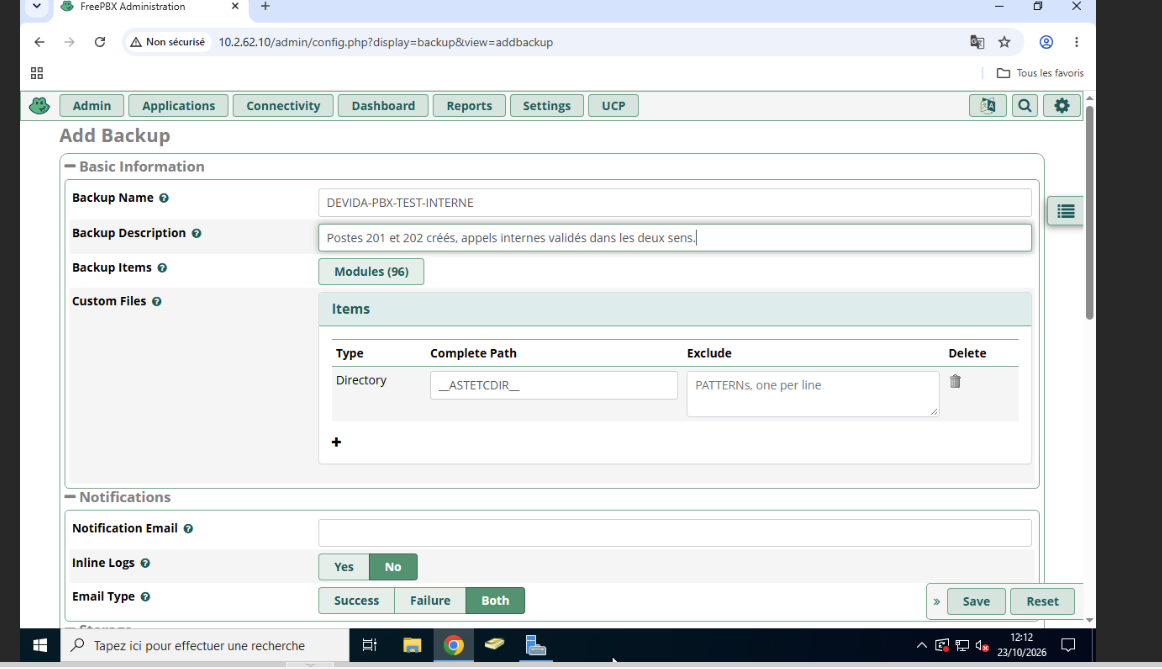 FreePBX Administration
Non sécurisé 10.2.62.10/admin/config.php?display=backup&view=addbackup
Tous les favoris
Admin Applications Connectivity Dashboard Reports Settings UCP
Add Backup
Basic Information
Backup Name DEVIDA-PBX-TEST-INTERNE
Backup Description Postes 201 et 202 créés, appels internes validés dans les deux sens.
Backup Items Modules (96)
Custom Files Items
Type Complete Path Exclude Delete
Directory __ASTETCDIR__ PATTERNs, one per line
Notifications
Notification Email
Inline Logs Yes No
Email Type Success Failure Both
» Save Reset
Storage
Tapez ici pour effectuer une recherche
12:12
23/10/2026